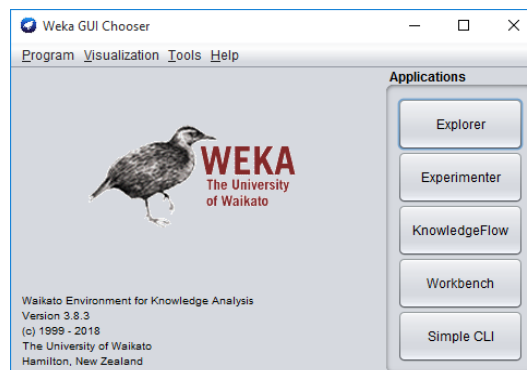 Weka GUI Chooser
Program Visualization Tools Help
Applications
Explorer
Experimenter
KnowledgeFlow
Workbench
Simple CLI
WEKA
The University
of Waikato
Waikato Environment for Knowledge Analysis
Version 3.8.3
(c) 1999 - 2018
The University of Waikato
Hamilton, New Zealand